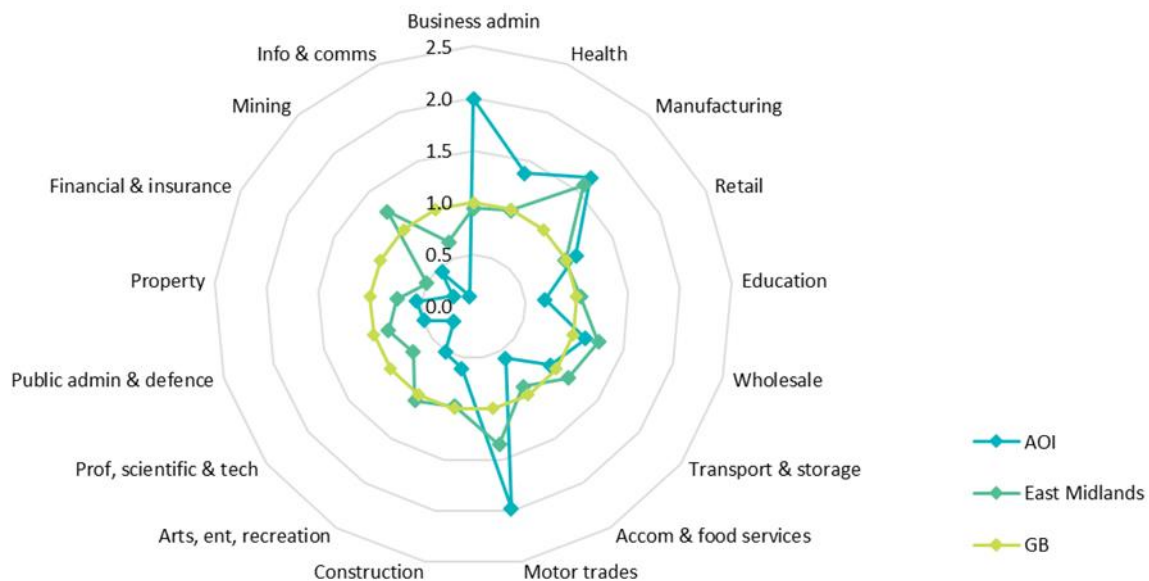 Business admin
Health
Manufacturing
Retail
Education
Wholesale
Transport & storage
Accom & food services
Motor trades
Construction
Arts, ent, recreation
Prof, scientific & tech
Public admin & defence
Property
Financial & insurance
Mining
Info & comms
2.5
2.0
1.5
1.0
0.5
0.0
AOI
East Midlands
GB